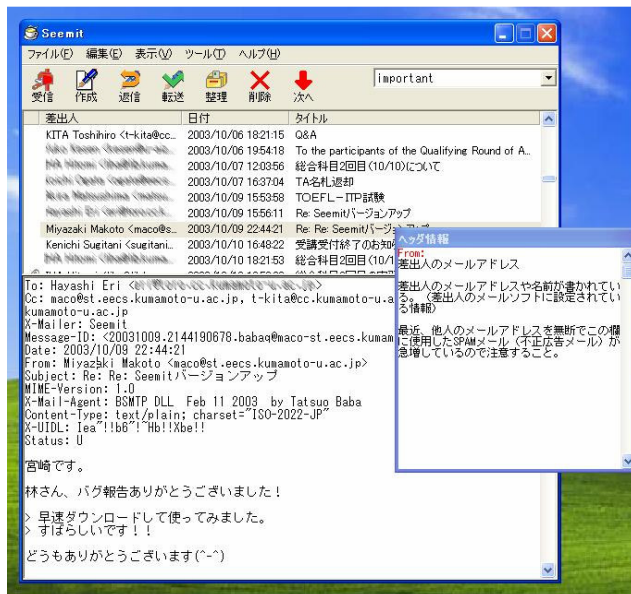 Seemit
ファイル(F) 編集(E) 表示(V) ツール(T) ヘルプ(H)
受信 作成 返信 転送 整理 削除 次へ
important
差出人 日付 タイトル
KITA Toshihiro <t-kita@cc... 2003/10/06 18:21:15 Q&A
2003/10/06 19:54:18 To the participants of the Qualifying Round of A...
2003/10/07 12:03:56 総合科目2回目(10/10)について
2003/10/07 16:37:04 TA名札返却
2003/10/09 15:53:58 TOEFL-ITP試験
2003/10/09 15:56:11 Re: Seemitバージョンアップ
Miyazaki Makoto <maco@s... 2003/10/09 22:44:21 Re: Re: Seemitバージョンアップ
Kenichi Sugitani <sugitani... 2003/10/10 16:48:22 受講受付終了のお知
2003/10/10 18:21:53 総合科目2回目(10/1
To: Hayashi Eri <
Cc: maco@st.eecs.kumamoto-u.ac.jp, t-kita@cc.kumamoto-u.a
kumamoto-u.ac.jp
X-Mailer: Seemit
Message-ID: <20031009.2144190678.babaq@maco-st.eecs.kumam
Date: 2003/10/09 22:44:21
From: Miyazaki Makoto <maco@st.eecs.kumamoto-u.ac.jp>
Subject: Re: Re: Seemitバージョンアップ
MIME-Version: 1.0
X-Mail-Agent: BSMTP DLL Feb 11 2003 by Tatsuo Baba
Content-Type: text/plain; charset="ISO-2022-JP"
X-UIDL: Iea"!!b6"!~Hb!!Xbe!!
Status: U
宮崎です。
林さん、バグ報告ありがとうございました!
> 早速ダウンロードして使ってみました。
> すばらしいです!!
どうもありがとうございます(^-^)
ヘッダ情報
From:
差出人のメールアドレス
差出人のメールアドレスや名前が書かれてい
る。(差出人のメールソフトに設定されてい
る情報)
最近、他人のメールアドレスを無断でこの欄
に使用したSPAMメール(不正広告メール)が
急増しているので注意すること。